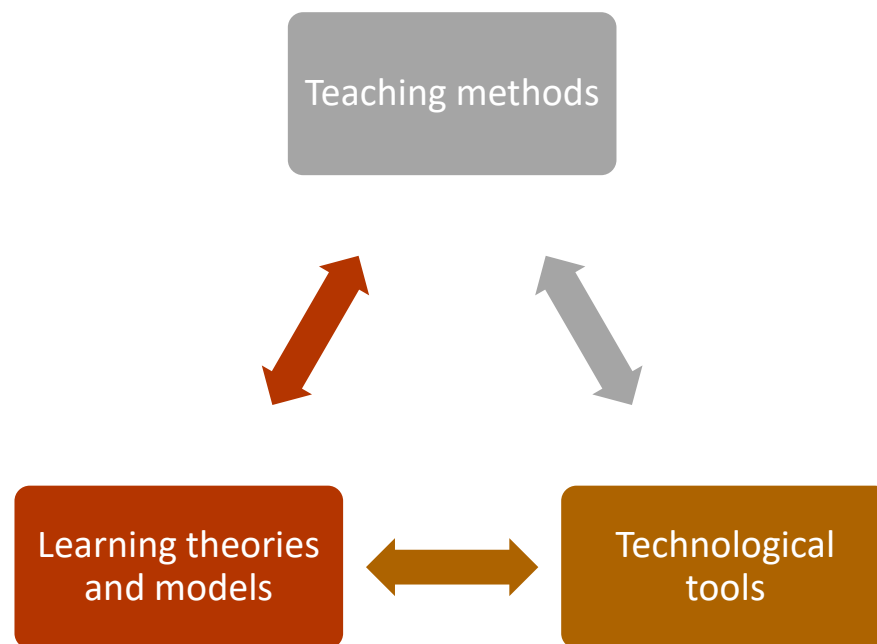 Teaching methods
Learning theories
and models
Technological
tools